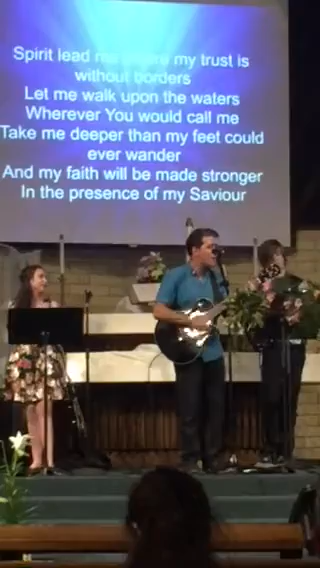 Spirit lead me where my trust is
without borders
Let me walk upon the waters
Wherever You would call me
Take me deeper than my feet could
ever wander
And my faith will be made stronger
In the presence of my Saviour